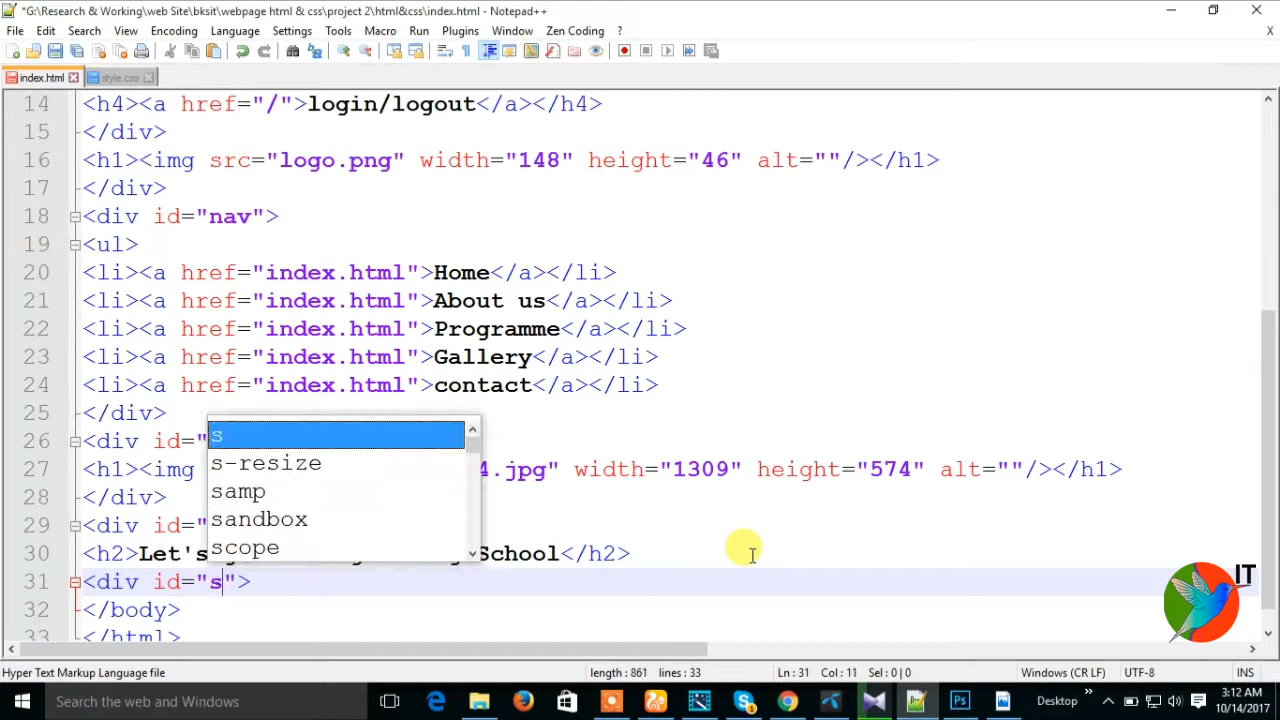 *G:\Research & Working\web Site\bksit\webpage html & css\project 2\html&css\index.html - Notepad++
File Edit Search View Encoding Language Settings Tools Macro Run Plugins Window Zen Coding ? X
index.html style.css
14 <h4><a href="/">login/logout</a></h4>
15 </div>
16 <h1><img src="logo.png" width="148" height="46" alt=""/></h1>
17 </div>
18 <div id="nav">
19 <ul>
20 <li><a href="index.html">Home</a></li>
21 <li><a href="index.html">About us</a></li>
22 <li><a href="index.html">Programme</a></li>
23 <li><a href="index.html">Gallery</a></li>
24 <li><a href="index.html">contact</a></li>
25 </div>
26 <div id="
s
s-resize
samp
sandbox
scope
27 <h1><img 4.jpg" width="1309" height="574" alt=""/></h1>
28 </div>
29 <div id="
30 <h2>Let's School</h2>
31 <div id="s">
32 </body>
33 </html>
IT
Hyper Text Markup Language file length : 861 lines : 33 Ln : 31 Col : 11 Sel : 0 | 0 Windows (CR LF) UTF-8 INS
Search the web and Windows Desktop 3:12 AM
10/14/2017